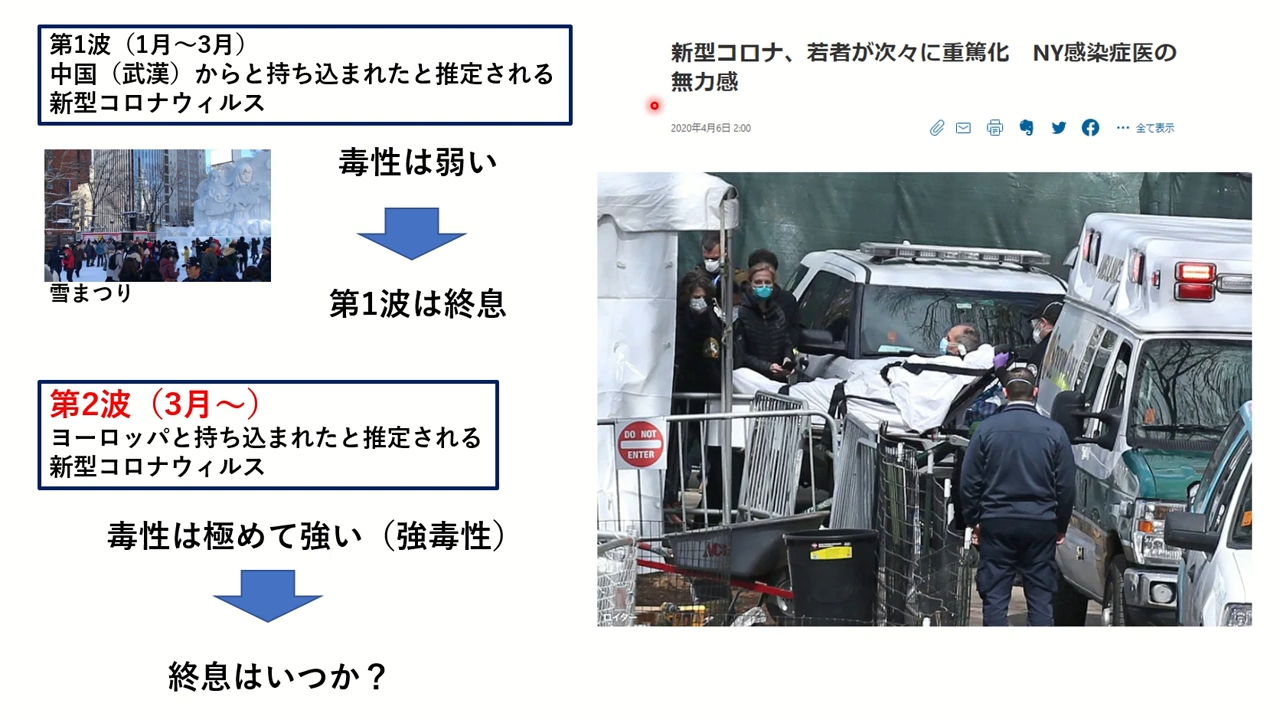 第1波（1月～3月）
中国（武漢）からと持ち込まれたと推定される
新型コロナウィルス
雪まつり
毒性は弱い
第1波は終息
第2波（3月～）
ヨーロッパと持ち込まれたと推定される
新型コロナウィルス
毒性は極めて強い（強毒性）
終息はいつか？
新型コロナ、若者が次々に重篤化　NY感染症医の
無力感
2020年4月6日 2:00
全て表示
DO NOT
ENTER
ロイター